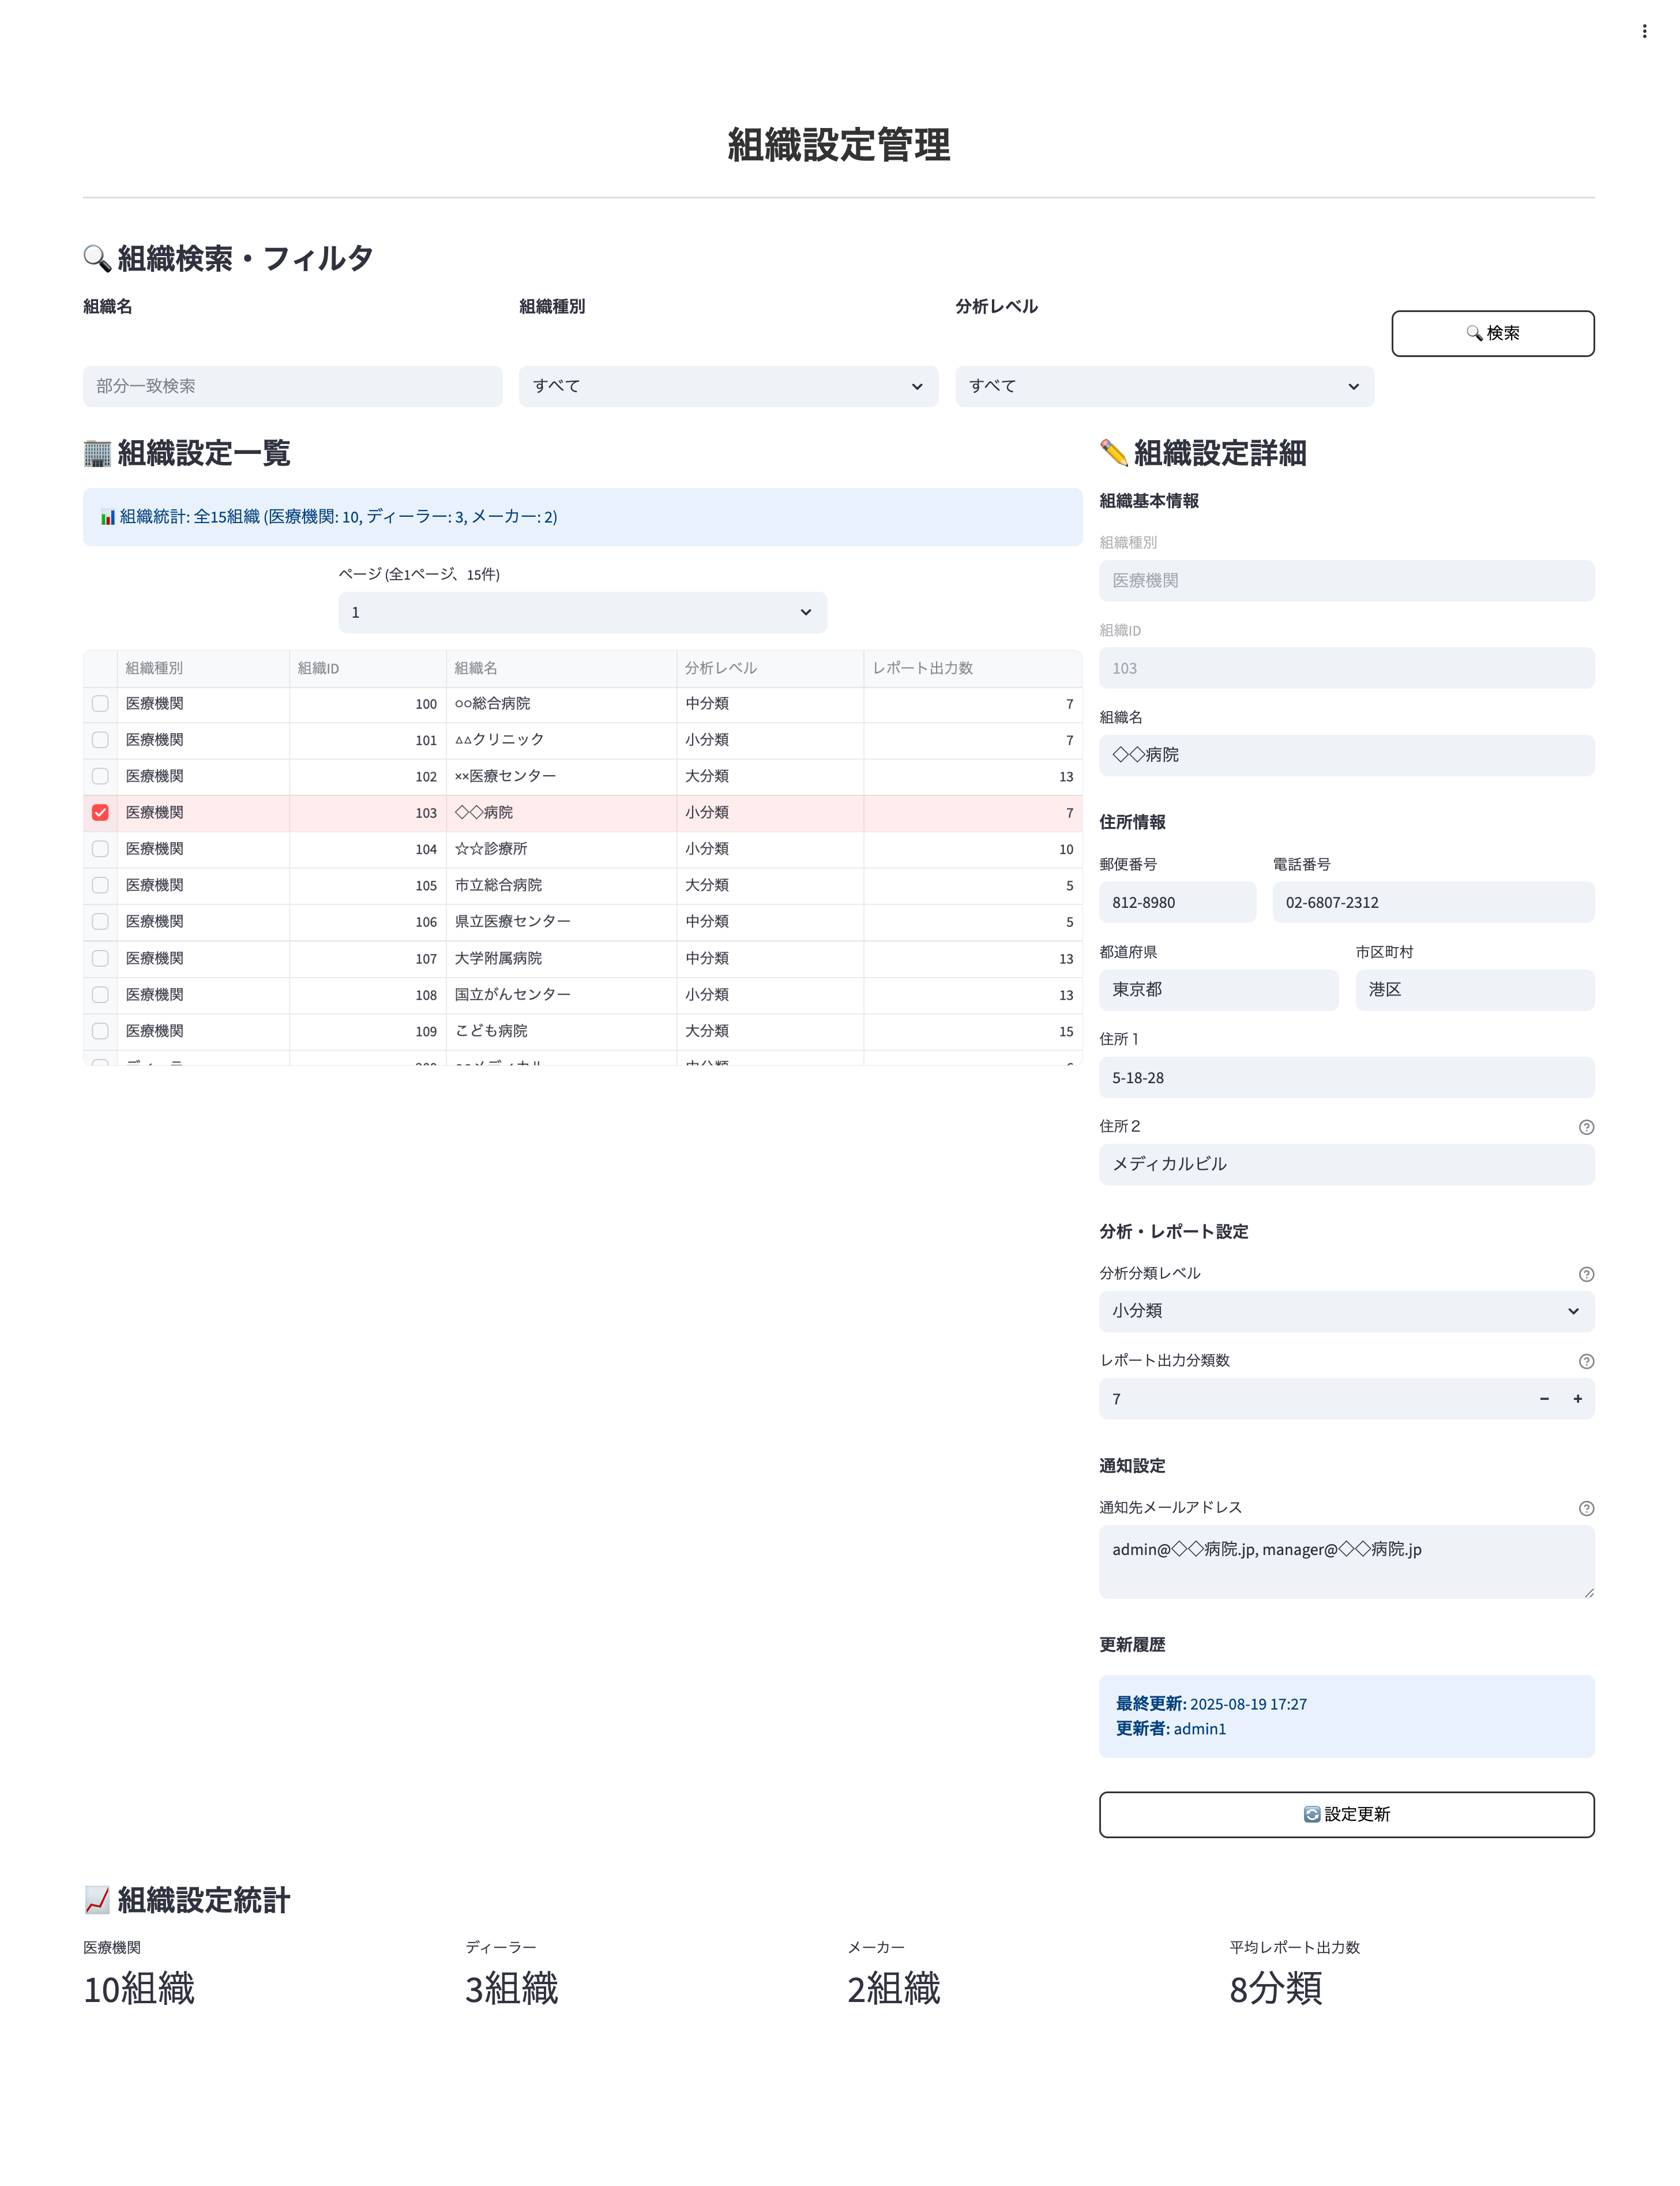 組織設定管理
🔍 組織検索・フィルタ
組織名
部分一致検索
組織種別
すべて
分析レベル
すべて
🔍 検索
🏢 組織設定一覧
📊 組織統計: 全15組織 (医療機関: 10, ディーラー: 3, メーカー: 2)
ページ (全1ページ、15件)
1
組織種別 組織ID 組織名 分析レベル レポート出力数
医療機関 100 ○○総合病院 中分類 7
医療機関 101 △△クリニック 小分類 7
医療機関 102 ××医療センター 大分類 13
医療機関 103 ◇◇病院 小分類 7
医療機関 104 ☆☆診療所 小分類 10
医療機関 105 市立総合病院 大分類 5
医療機関 106 県立医療センター 中分類 5
医療機関 107 大学附属病院 中分類 13
医療機関 108 国立がんセンター 小分類 13
医療機関 109 こども病院 大分類 15
✏️ 組織設定詳細
組織基本情報
組織種別
医療機関
組織ID
103
組織名
◇◇病院
住所情報
郵便番号 電話番号
812-8980 02-6807-2312
都道府県 市区町村
東京都 港区
住所１
5-18-28
住所２
メディカルビル
分析・レポート設定
分析分類レベル
小分類
レポート出力分類数
7
通知設定
通知先メールアドレス
admin@◇◇病院.jp, manager@◇◇病院.jp
更新履歴
最終更新: 2025-08-19 17:27
更新者: admin1
🔄 設定更新
📈 組織設定統計
医療機関
10組織
ディーラー
3組織
メーカー
2組織
平均レポート出力数
8分類